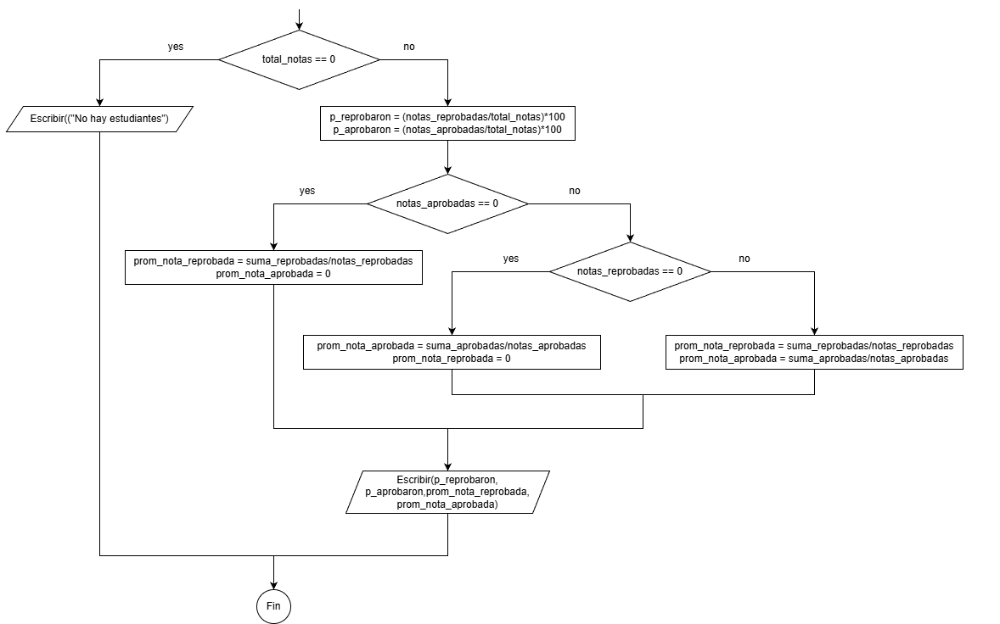 yes
no
total_notas == 0
Escribir(("No hay estudiantes")
p_reprobaron = (notas_reprobadas/total_notas)*100
p_aprobaron = (notas_aprobadas/total_notas)*100
yes
no
notas_aprobadas == 0
prom_nota_reprobada = suma_reprobadas/notas_reprobadas
prom_nota_aprobada = 0
yes
no
notas_reprobadas == 0
prom_nota_aprobada = suma_aprobadas/notas_aprobadas
prom_nota_reprobada = 0
prom_nota_reprobada = suma_reprobadas/notas_reprobadas
prom_nota_aprobada = suma_aprobadas/notas_aprobadas
Escribir(p_reprobaron,
p_aprobaron,prom_nota_reprobada,
prom_nota_aprobada)
Fin